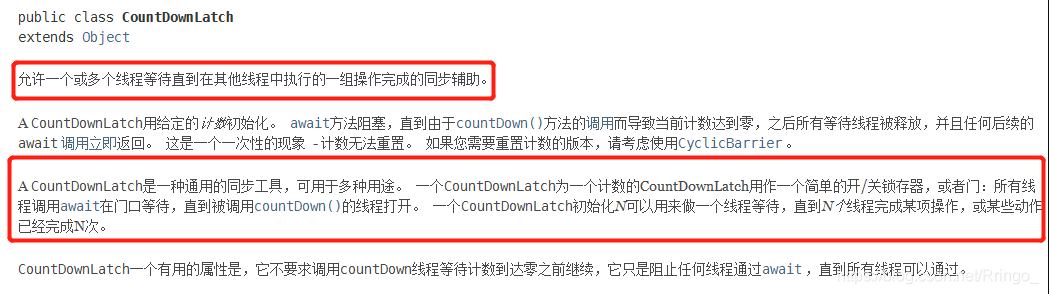 public class CountDownLatch
extends Object
允许一个或多个线程等待直到在其他线程中执行的一组操作完成的同步辅助。
A CountDownLatch用给定的计数初始化。 await方法阻塞，直到由于countDown()方法的调用而导致当前计数达到零，之后所有等待线程被释放，并且任何后续的
await调用立即返回。 这是一个一次性的现象 - 计数无法重置。 如果您需要重置计数的版本，请考虑使用CyclicBarrier 。
A CountDownLatch是一种通用的同步工具，可用于多种用途。 一个CountDownLatch为一个计数的CountDownLatch用作一个简单的开/关锁存器，或者门：所有线
程调用await在门口等待，直到被调用countDown()的线程打开。 一个CountDownLatch初始化N可以用来做一个线程等待，直到N个线程完成某项操作，或某些动作
已经完成N次。
CountDownLatch一个有用的属性是，它不要求调用countDown线程等待计数到达零之前继续，它只是阻止任何线程通过await ，直到所有线程可以通过。
https://blog.csdn.net/Rringo_